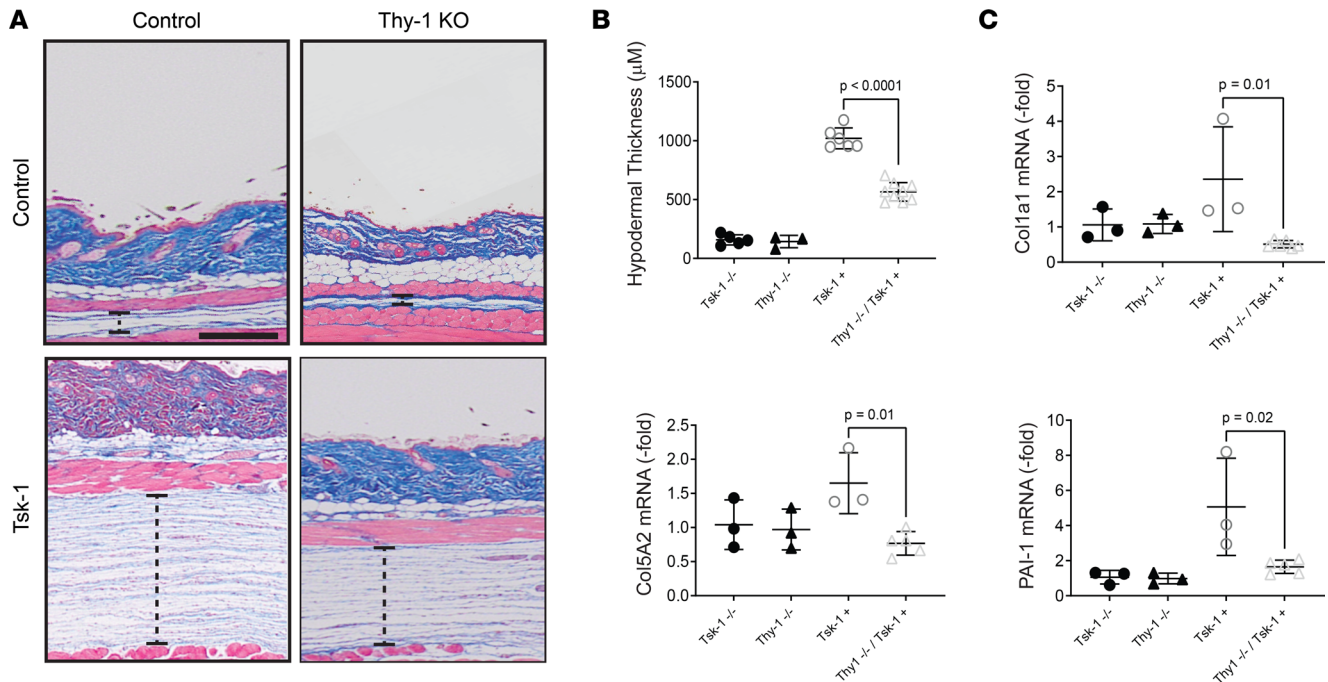 A
Control
Thy-1 KO
Control
Tsk-1
B
Hypodermal Thickness (μM)
1500
1000
500
0
p < 0.0001
Tsk-1 -/-
Thy-1 -/-
Tsk-1 +
Thy1 -/- / Tsk-1 +
C
Col1a1 mRNA (-fold)
5
4
3
2
1
0
p = 0.01
Tsk-1 -/-
Thy-1 -/-
Tsk-1 +
Thy1 -/- / Tsk-1 +
Col5A2 mRNA (-fold)
2.5
2.0
1.5
1.0
0.5
0.0
p = 0.01
Tsk-1 -/-
Thy-1 -/-
Tsk-1 +
Thy1 -/- / Tsk-1 +
PAI-1 mRNA (-fold)
10
8
6
4
2
0
p = 0.02
Tsk-1 -/-
Thy-1 -/-
Tsk-1 +
Thy1 -/- / Tsk-1 +